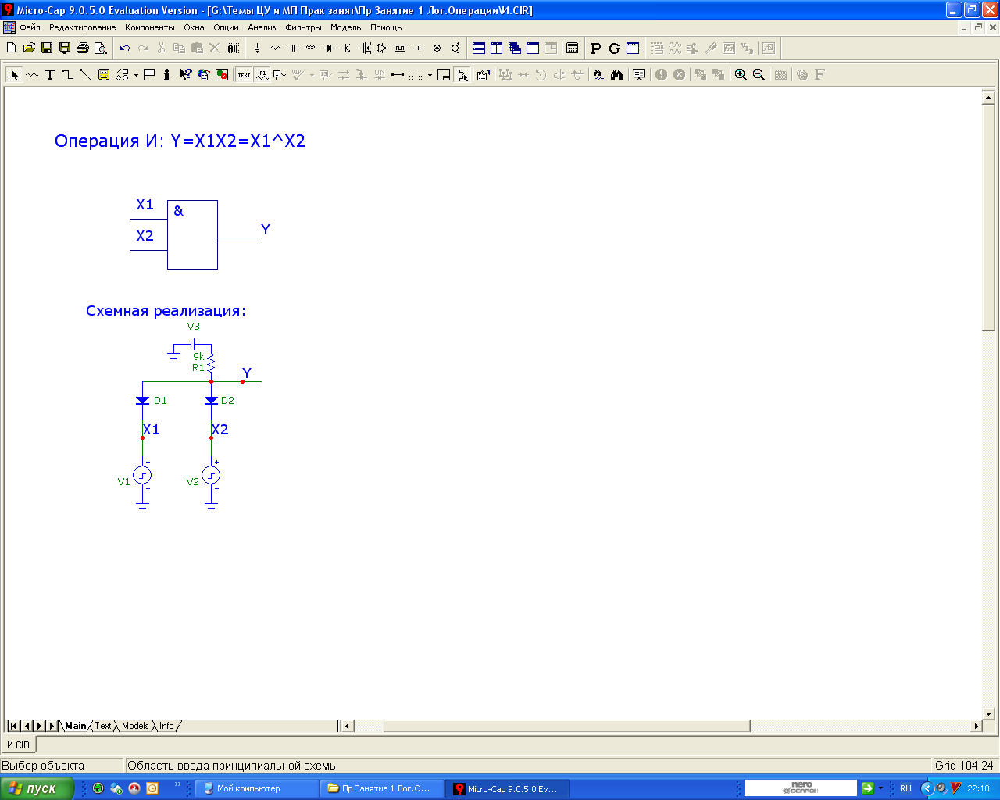 Micro-Cap 9.0.5.0 Evaluation Version - [G:\Темы ЦУ и МП Прак занят\Пр Занятие 1 Лог.Операции\И.CIR]
Файл Редактирование Компоненты Окна Опции Анализ Фильтры Модель Помощь
P G
T TEXT R1 F
Операция И: Y=X1X2=X1^X2
X1
&
Y
X2
Схемная реализация:
V3
9k
R1
Y
D1 D2
X1 X2
+ +
V1 V2
- -
Main Text Models Info
И.CIR
Выбор объекта Область ввода принципиальной схемы Grid 104,24
пуск Мой компьютер Пр Занятие 1 Лог.О... Micro-Cap 9.0.5.0 Ev... nero SEARCH RU 22:18